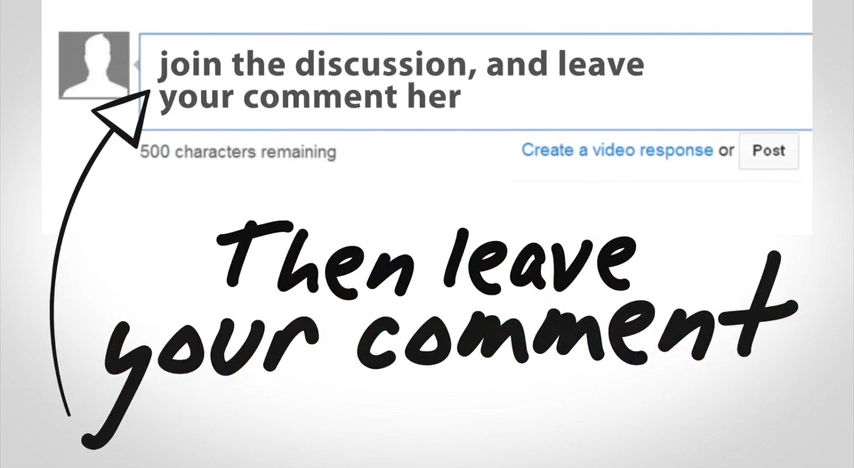 join the discussion, and leave
your comment her
500 characters remaining
Create a video response or Post
Then leave
your comment